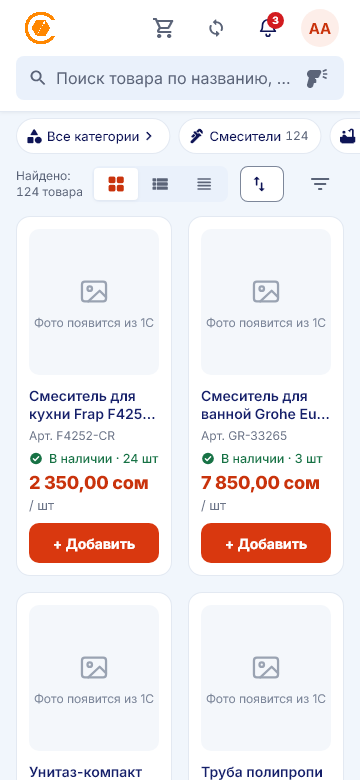 3
AA
Поиск товара по названию, ...
Все категории
Смесители 124
Найдено:
124 товара
Фото появится из 1С
Фото появится из 1С
Смеситель для
кухни Frap F425...
Смеситель для
ванной Grohe Eu...
Арт. F4252-CR
Арт. GR-33265
В наличии · 24 шт
В наличии · 3 шт
2 350,00 сом
/ шт
7 850,00 сом
/ шт
+ Добавить
+ Добавить
Фото появится из 1С
Фото появится из 1С
Унитаз-компакт
Труба полипропи